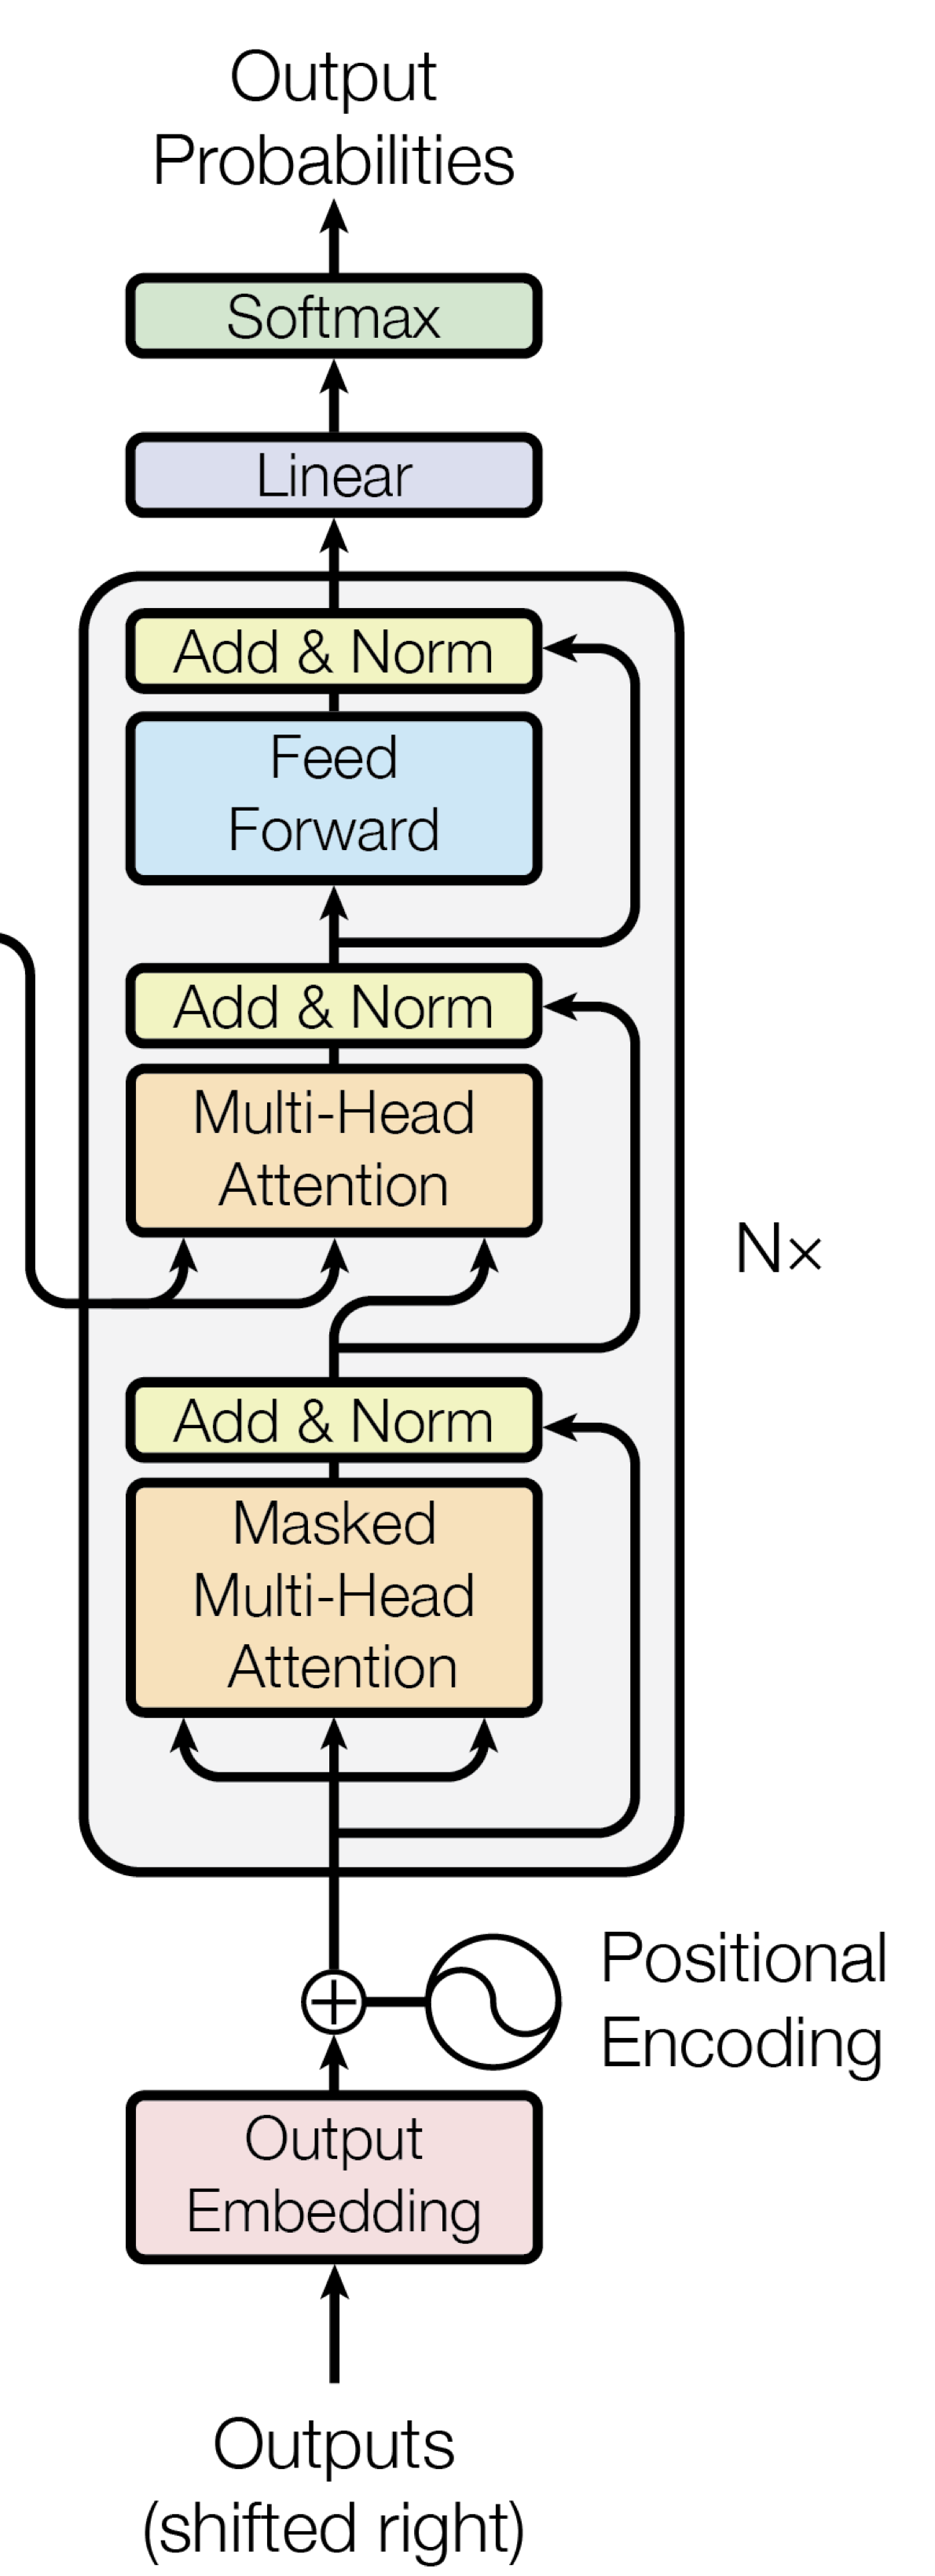 Output
Probabilities
Softmax
Linear
Add & Norm
Feed
Forward
Add & Norm
Multi-Head
Attention
N×
Add & Norm
Masked
Multi-Head
Attention
Positional
Encoding
Output
Embedding
Outputs
(shifted right)